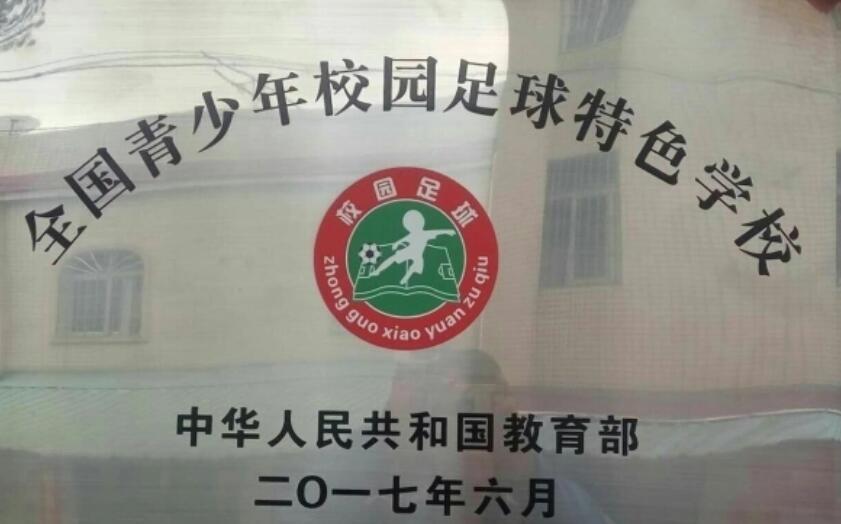 全国青少年校园足球特色学校
校园足球
zhong guo xiao yuan zu qiu
中华人民共和国教育部
二O一七年六月